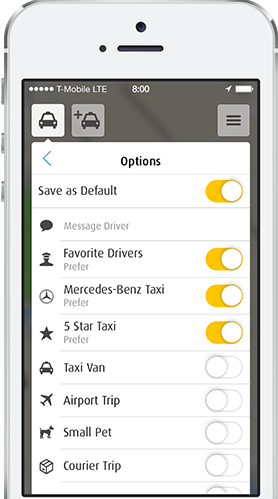 T-Mobile LTE 8:00
Options
Save as Default
Message Driver
Favorite Drivers
Prefer
Mercedes-Benz Taxi
Prefer
5 Star Taxi
Prefer
Taxi Van
Airport Trip
Small Pet
Courier Trip